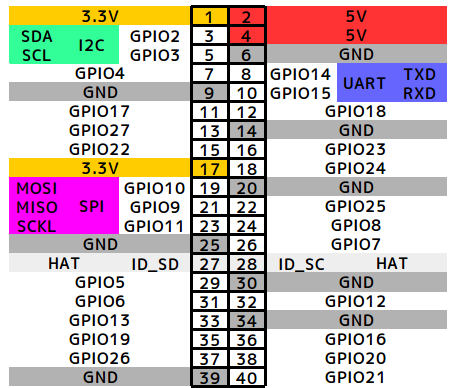 3.3V 1 2 5V
SDA I2C GPIO2 3 4 5V
SCL GPIO3 5 6 GND
GPIO4 7 8 GPIO14 UART TXD
GND 9 10 GPIO15 RXD
GPIO17 11 12 GPIO18
GPIO27 13 14 GND
GPIO22 15 16 GPIO23
3.3V 17 18 GPIO24
MOSI SPI GPIO10 19 20 GND
MISO GPIO9 21 22 GPIO25
SCKL GPIO11 23 24 GPIO8
GND 25 26 GPIO7
HAT ID_SD 27 28 ID_SC HAT
GPIO5 29 30 GND
GPIO6 31 32 GPIO12
GPIO13 33 34 GND
GPIO19 35 36 GPIO16
GPIO26 37 38 GPIO20
GND 39 40 GPIO21